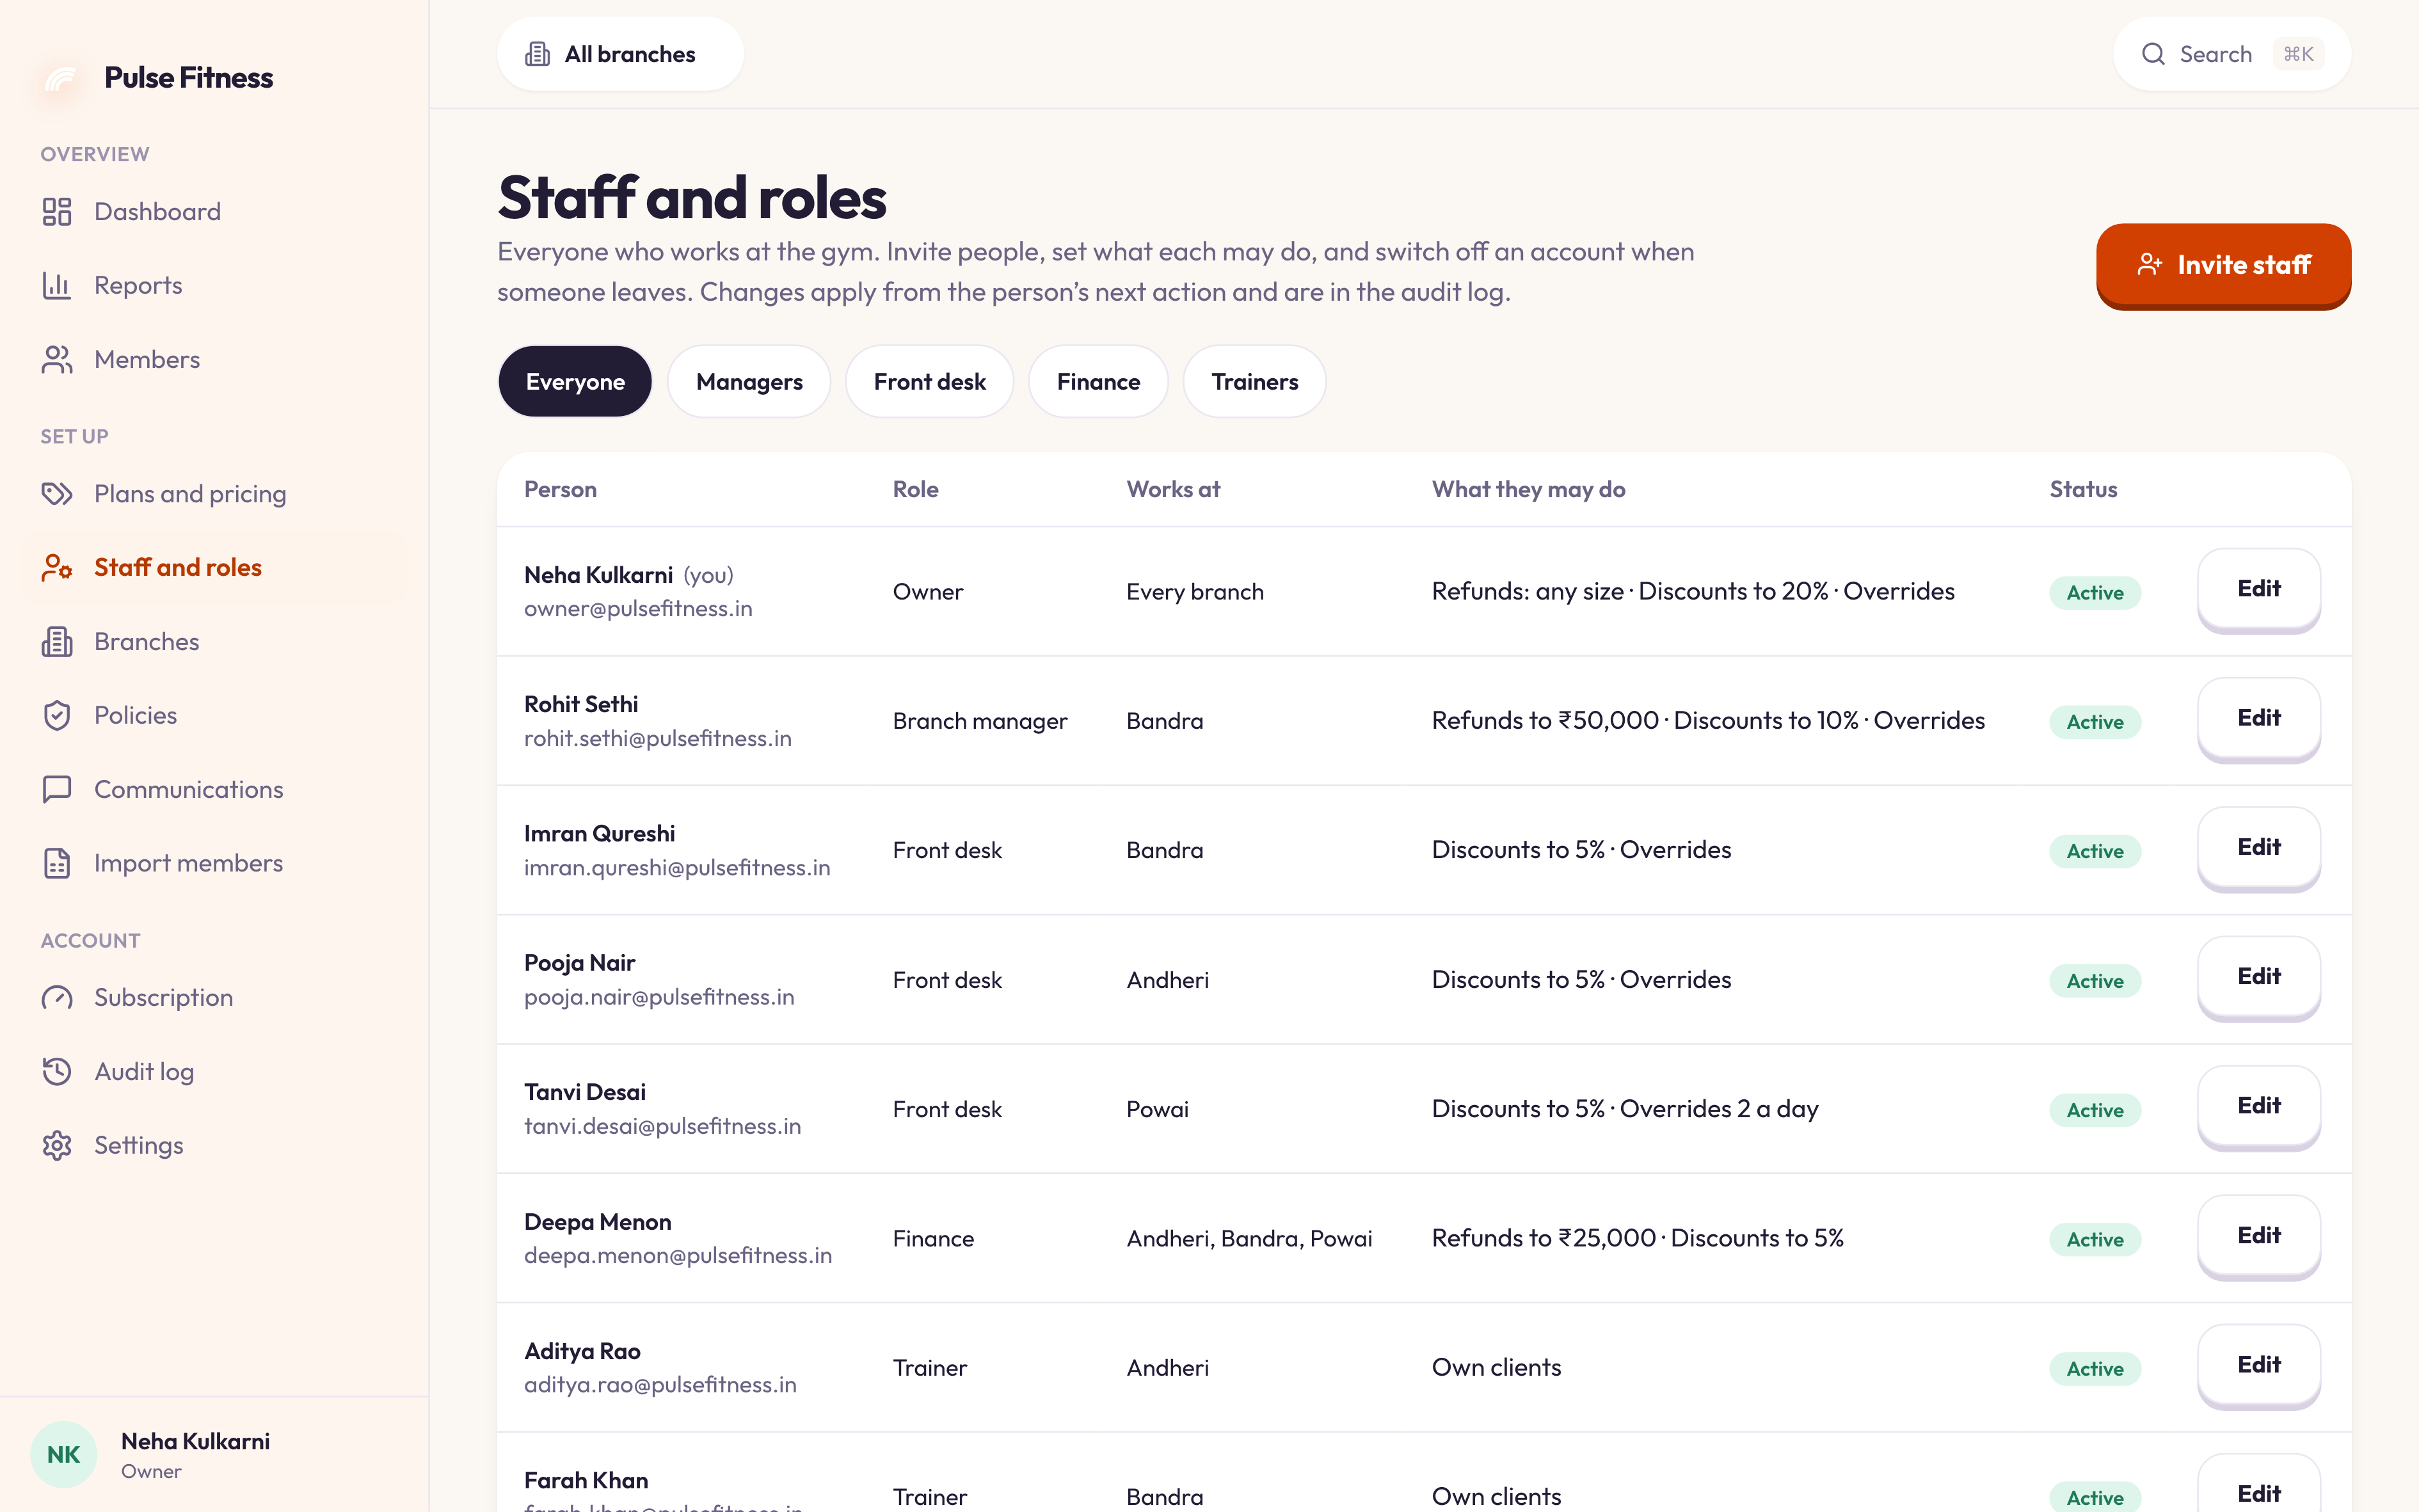 Pulse Fitness
OVERVIEW
Dashboard
Reports
Members
SET UP
Plans and pricing
Staff and roles
Branches
Policies
Communications
Import members
ACCOUNT
Subscription
Audit log
Settings
NK
Neha Kulkarni
Owner
All branches
Search ⌘K
Staff and roles
Everyone who works at the gym. Invite people, set what each may do, and switch off an account when
someone leaves. Changes apply from the person’s next action and are in the audit log.
Invite staff
Everyone Managers Front desk Finance Trainers
Person Role Works at What they may do Status
Neha Kulkarni (you)
owner@pulsefitness.in
Owner Every branch Refunds: any size · Discounts to 20% · Overrides Active Edit
Rohit Sethi
rohit.sethi@pulsefitness.in
Branch manager Bandra Refunds to ₹50,000 · Discounts to 10% · Overrides Active Edit
Imran Qureshi
imran.qureshi@pulsefitness.in
Front desk Bandra Discounts to 5% · Overrides Active Edit
Pooja Nair
pooja.nair@pulsefitness.in
Front desk Andheri Discounts to 5% · Overrides Active Edit
Tanvi Desai
tanvi.desai@pulsefitness.in
Front desk Powai Discounts to 5% · Overrides 2 a day Active Edit
Deepa Menon
deepa.menon@pulsefitness.in
Finance Andheri, Bandra, Powai Refunds to ₹25,000 · Discounts to 5% Active Edit
Aditya Rao
aditya.rao@pulsefitness.in
Trainer Andheri Own clients Active Edit
Farah Khan
Trainer Bandra Own clients Active Edit